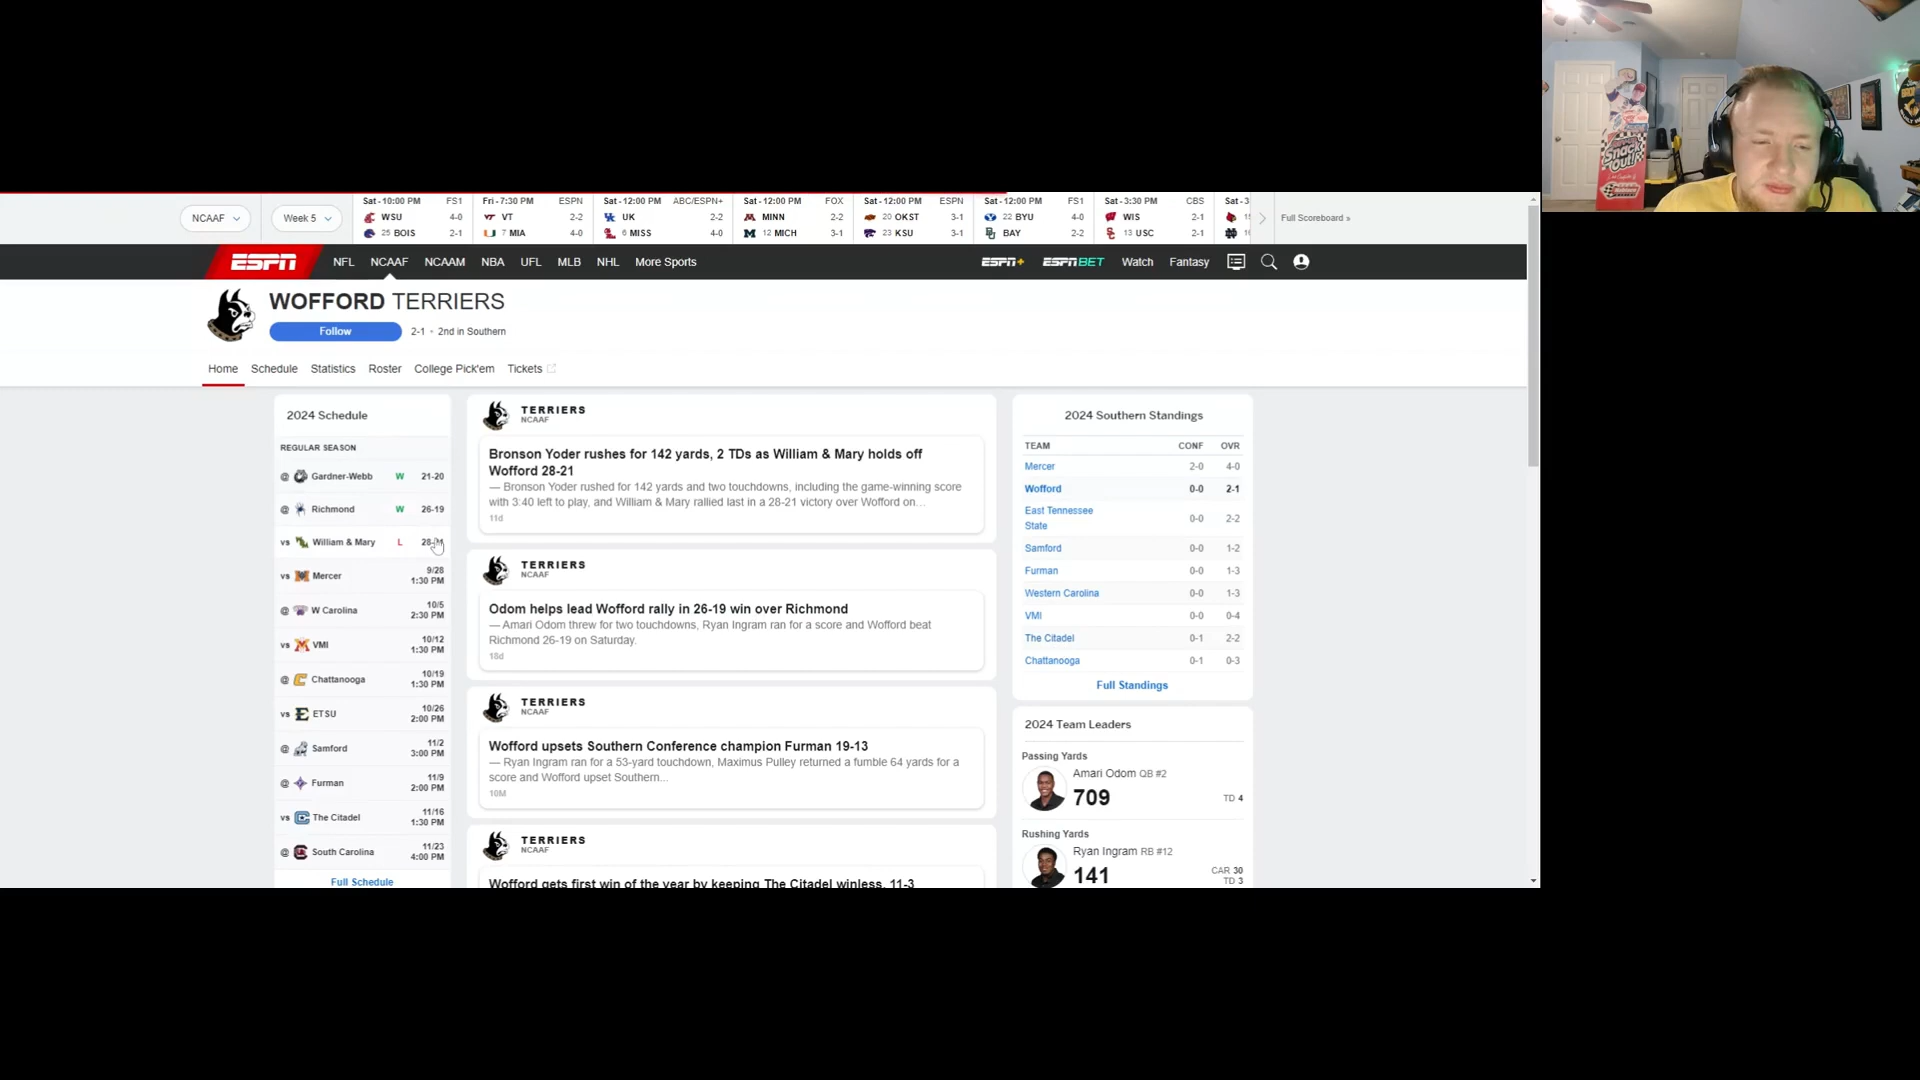 NCAAF
Week 5
Sat - 10:00 PM FS1
WSU 4-0
25 BOIS 2-1
Fri - 7:30 PM ESPN
VT 2-2
7 MIA 4-0
Sat - 12:00 PM ABC/ESPN+
UK 2-2
6 MISS 4-0
Sat - 12:00 PM FOX
MINN 2-2
12 MICH 3-1
Sat - 12:00 PM ESPN
20 OKST 3-1
23 KSU 3-1
Sat - 12:00 PM FS1
22 BYU 4-0
BAY 2-2
Sat - 3:30 PM CBS
WIS 2-1
13 USC 2-1
Sat - 3
Full Scoreboard »
ESPN NFL NCAAF NCAAM NBA UFL MLB NHL More Sports ESPN+ ESPN BET Watch Fantasy
WOFFORD TERRIERS
Follow 2-1 • 2nd in Southern
Home Schedule Statistics Roster College Pick'em Tickets
2024 Schedule
REGULAR SEASON
@ Gardner-Webb W 21-20
@ Richmond W 26-19
vs William & Mary L 28-21
vs Mercer 9/28
1:30 PM
@ W Carolina 10/5
2:30 PM
vs VMI 10/12
1:30 PM
@ Chattanooga 10/19
1:30 PM
vs ETSU 10/26
2:00 PM
@ Samford 11/2
3:00 PM
@ Furman 11/9
2:00 PM
vs The Citadel 11/16
1:30 PM
@ South Carolina 11/23
4:00 PM
Full Schedule
TERRIERS
NCAAF
Bronson Yoder rushes for 142 yards, 2 TDs as William & Mary holds off
Wofford 28-21
— Bronson Yoder rushed for 142 yards and two touchdowns, including the game-winning score
with 3:40 left to play, and William & Mary rallied last in a 28-21 victory over Wofford on...
11d
TERRIERS
NCAAF
Odom helps lead Wofford rally in 26-19 win over Richmond
— Amari Odom threw for two touchdowns, Ryan Ingram ran for a score and Wofford beat
Richmond 26-19 on Saturday.
18d
TERRIERS
NCAAF
Wofford upsets Southern Conference champion Furman 19-13
— Ryan Ingram ran for a 53-yard touchdown, Maximus Pulley returned a fumble 64 yards for a
score and Wofford upset Southern...
10M
TERRIERS
NCAAF
Wofford gets first win of the year by keeping The Citadel winless, 11-3
2024 Southern Standings
TEAM CONF OVR
Mercer 2-0 4-0
Wofford 0-0 2-1
East Tennessee
State 0-0 2-2
Samford 0-0 1-2
Furman 0-0 1-3
Western Carolina 0-0 1-3
VMI 0-0 0-4
The Citadel 0-1 2-2
Chattanooga 0-1 0-3
Full Standings
2024 Team Leaders
Passing Yards
Amari Odom QB #2
709 TD 4
Rushing Yards
Ryan Ingram RB #12
141 CAR 30
TD 3
Snack
Out!